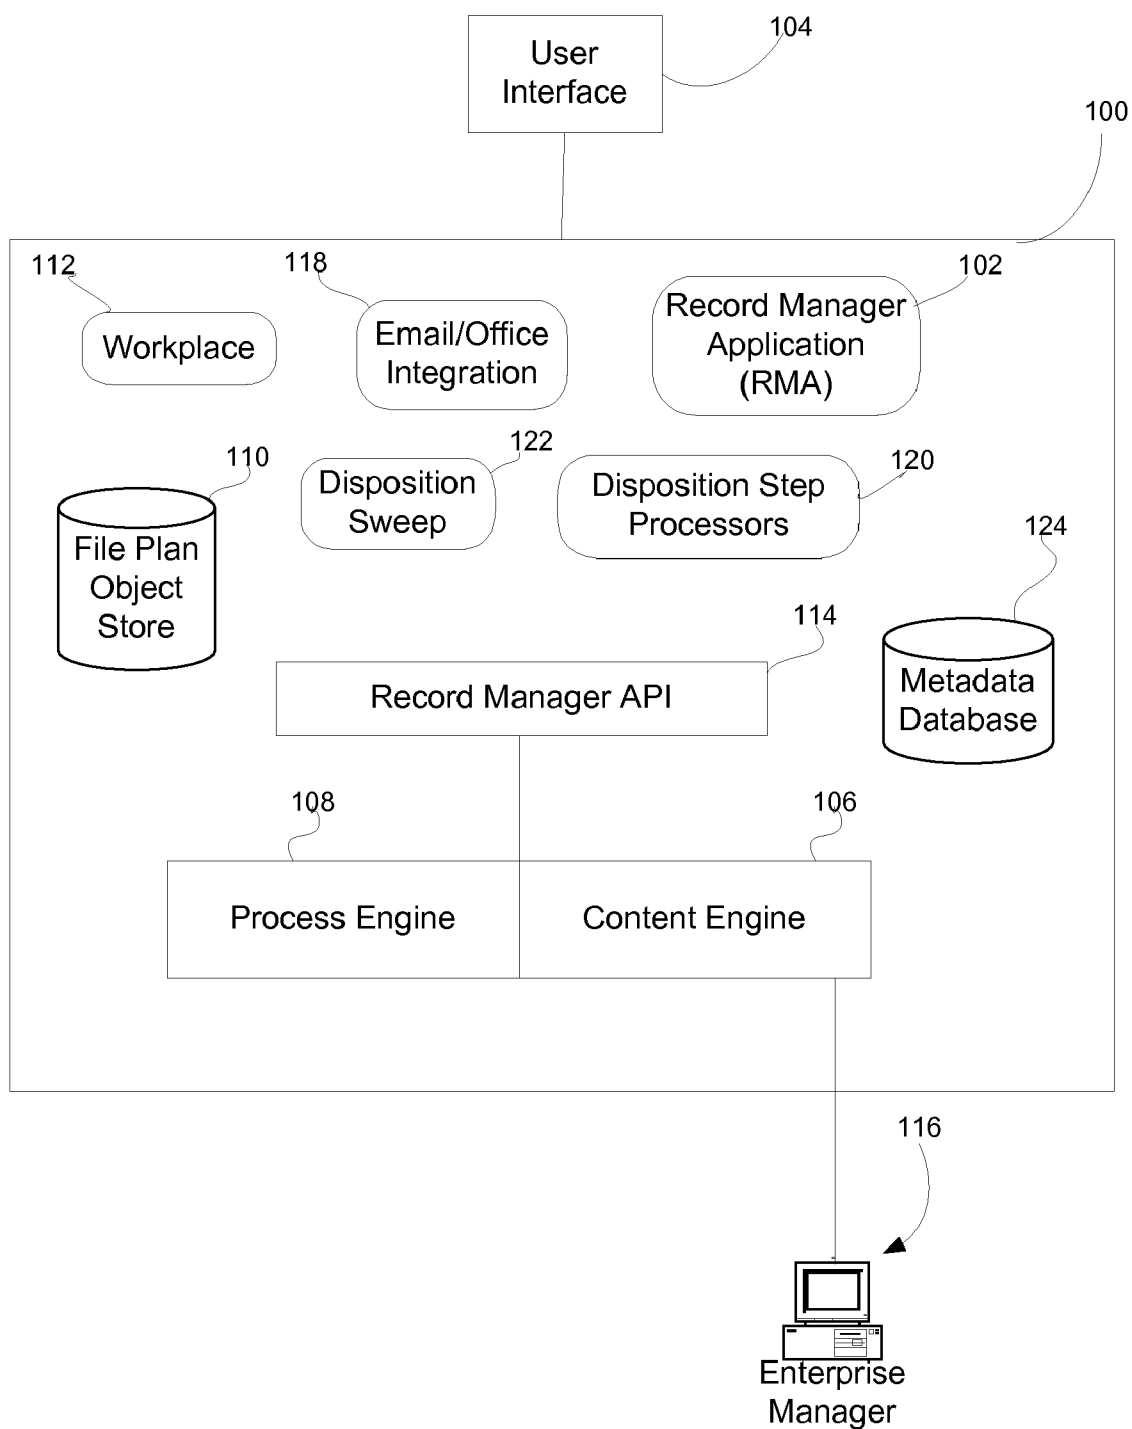 104
User
Interface
100
112
118
102
Workplace
Email/Office
Integration
Record Manager
Application
(RMA)
110
122
120
Disposition
Sweep
Disposition Step
Processors
124
File Plan
Object
Store
114
Record Manager API
Metadata
Database
108
106
Process Engine
Content Engine
116
Enterprise
Manager